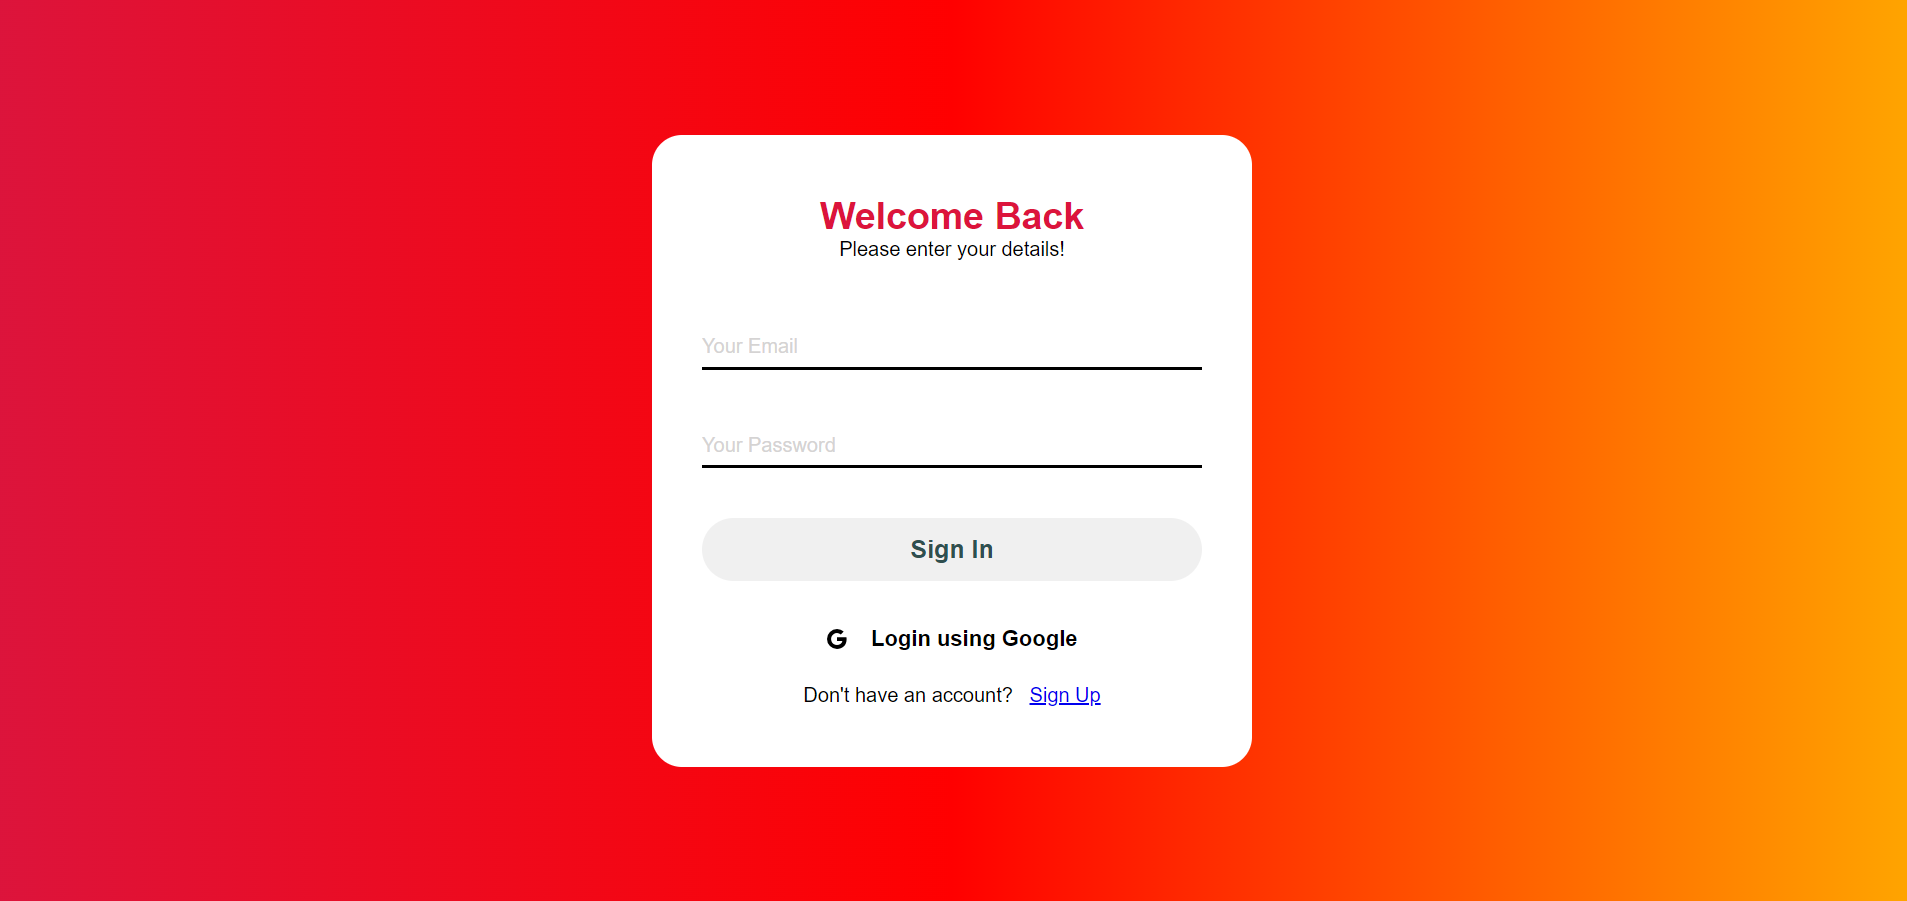 Welcome Back
Please enter your details!
Your Email
Your Password
Sign In
Login using Google
Don't have an account? Sign Up